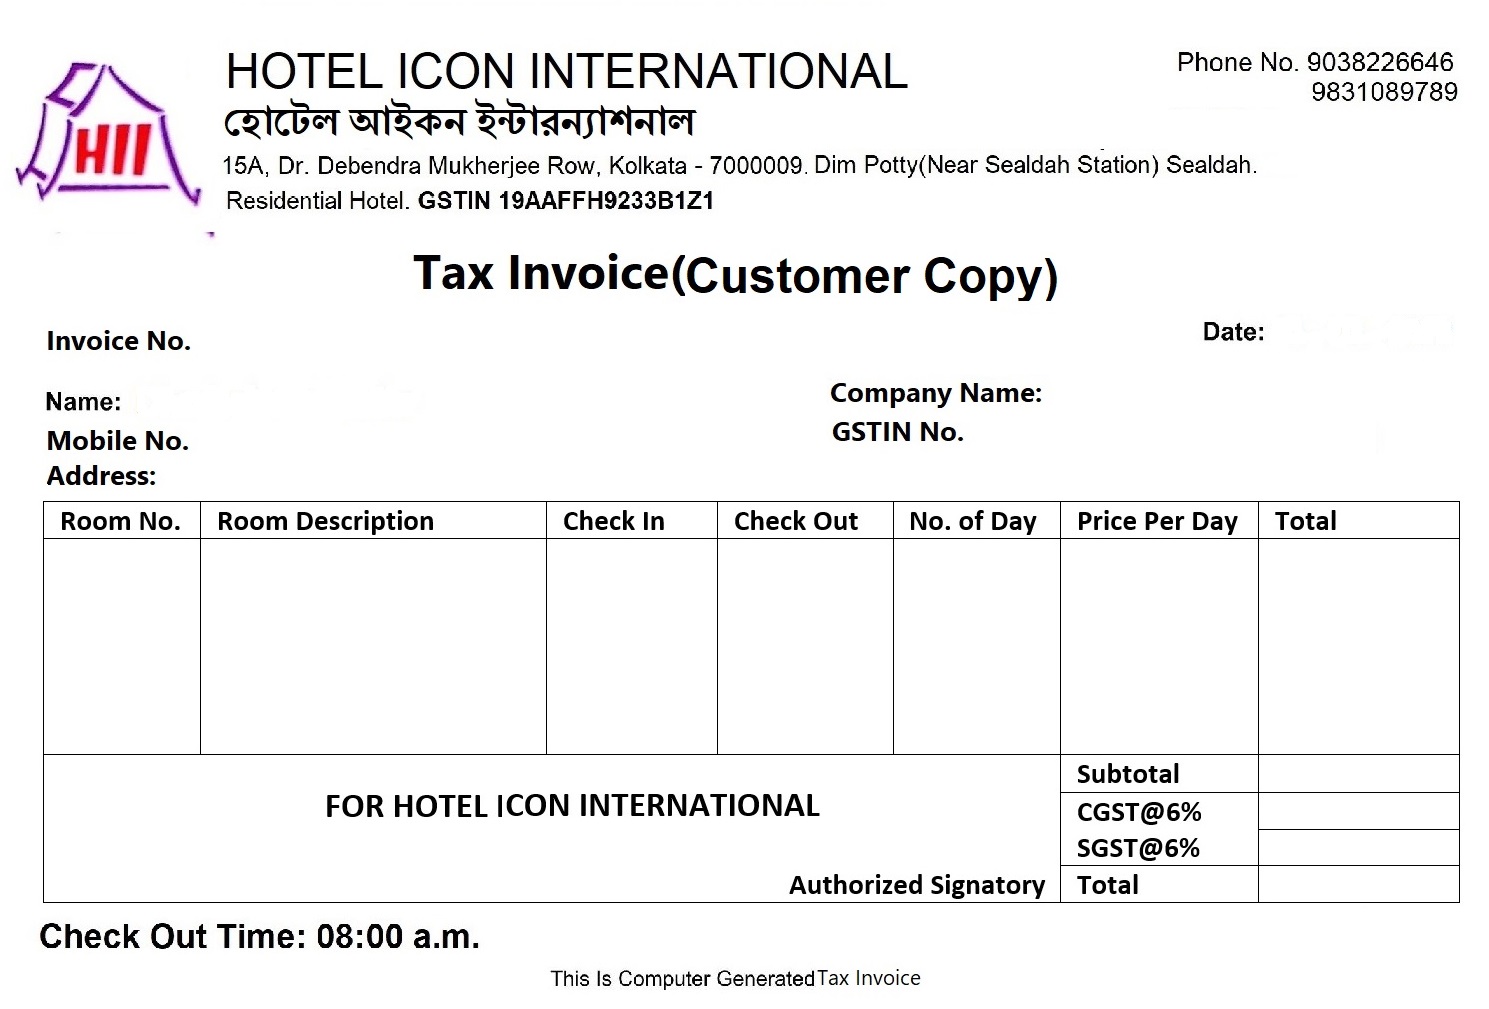 HII
HOTEL ICON INTERNATIONAL
Phone No. 9038226646
9831089789
হোটেল আইকন ইন্টারন্যাশনাল
15A, Dr. Debendra Mukherjee Row, Kolkata - 7000009. Dim Potty(Near Sealdah Station) Sealdah.
Residential Hotel. GSTIN 19AAFFH9233B1Z1
Tax Invoice(Customer Copy)
Invoice No.
Date:
Name:
Company Name:
Mobile No.
GSTIN No.
Address:
Room No. Room Description Check In Check Out No. of Day Price Per Day Total
Subtotal
FOR HOTEL ICON INTERNATIONAL
CGST@6%
SGST@6%
Authorized Signatory Total
Check Out Time: 08:00 a.m.
This Is Computer Generated Tax Invoice